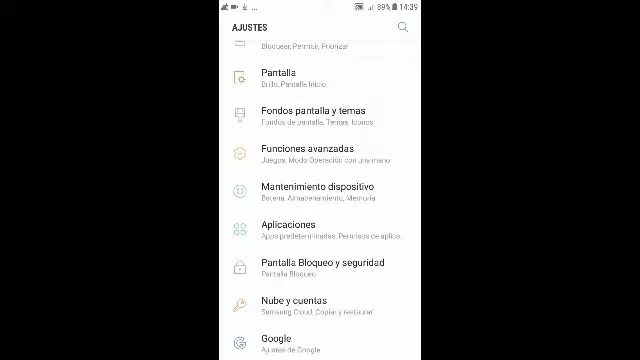 89% 14:39
AJUSTES
Bloquear, Permitir, Priorizar
Pantalla
Brillo, Pantalla Inicio
Fondos pantalla y temas
Fondos de pantalla, Temas, Iconos
Funciones avanzadas
Juegos, Modo Operación con una mano
Mantenimiento dispositivo
Batería, Almacenamiento, Memoria
Aplicaciones
Apps predeterminadas, Permisos de aplica..
Pantalla Bloqueo y seguridad
Pantalla Bloqueo
Nube y cuentas
Samsung Cloud, Copiar y restaurar
Google
Ajustes de Google